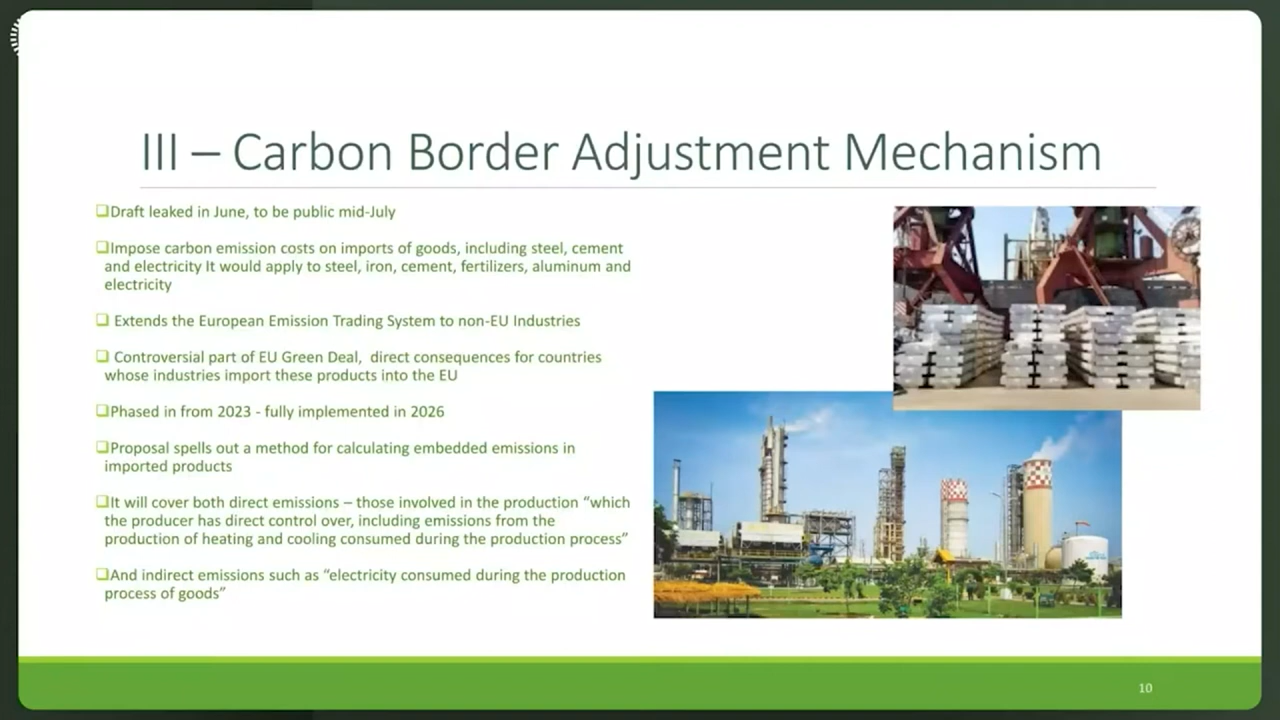 III – Carbon Border Adjustment Mechanism
Draft leaked in June, to be public mid-July
Impose carbon emission costs on imports of goods, including steel, cement
and electricity It would apply to steel, iron, cement, fertilizers, aluminum and
electricity
Extends the European Emission Trading System to non-EU Industries
Controversial part of EU Green Deal, direct consequences for countries
whose industries import these products into the EU
Phased in from 2023 - fully implemented in 2026
Proposal spells out a method for calculating embedded emissions in
imported products
It will cover both direct emissions – those involved in the production “which
the producer has direct control over, including emissions from the
production of heating and cooling consumed during the production process”
And indirect emissions such as “electricity consumed during the production
process of goods”
10